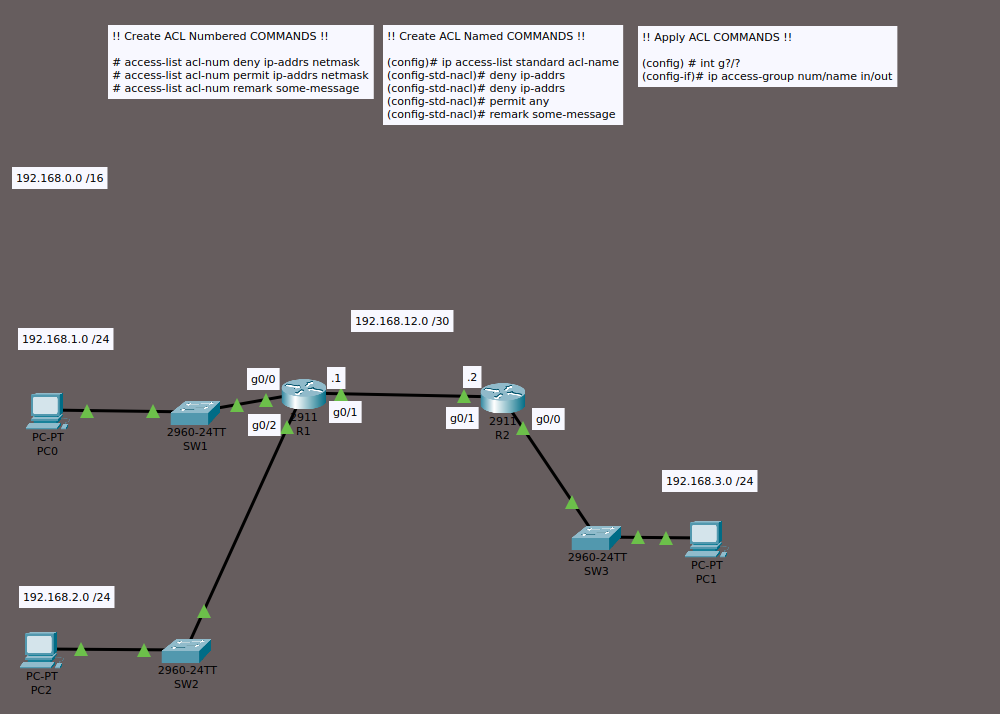 !! Create ACL Numbered COMMANDS !!
# access-list acl-num deny ip-addrs netmask
# access-list acl-num permit ip-addrs netmask
# access-list acl-num remark some-message
!! Create ACL Named COMMANDS !!
(config)# ip access-list standard acl-name
(config-std-nacl)# deny ip-addrs
(config-std-nacl)# deny ip-addrs
(config-std-nacl)# permit any
(config-std-nacl)# remark some-message
!! Apply ACL COMMANDS !!
(config) # int g?/?
(config-if)# ip access-group num/name in/out
192.168.0.0 /16
192.168.12.0 /30
192.168.1.0 /24
g0/0
.1
.2
g0/1
g0/2
g0/1
g0/0
2911
R1
2911
R2
PC-PT
PC0
2960-24TT
SW1
192.168.3.0 /24
2960-24TT
SW3
PC-PT
PC1
192.168.2.0 /24
PC-PT
PC2
2960-24TT
SW2